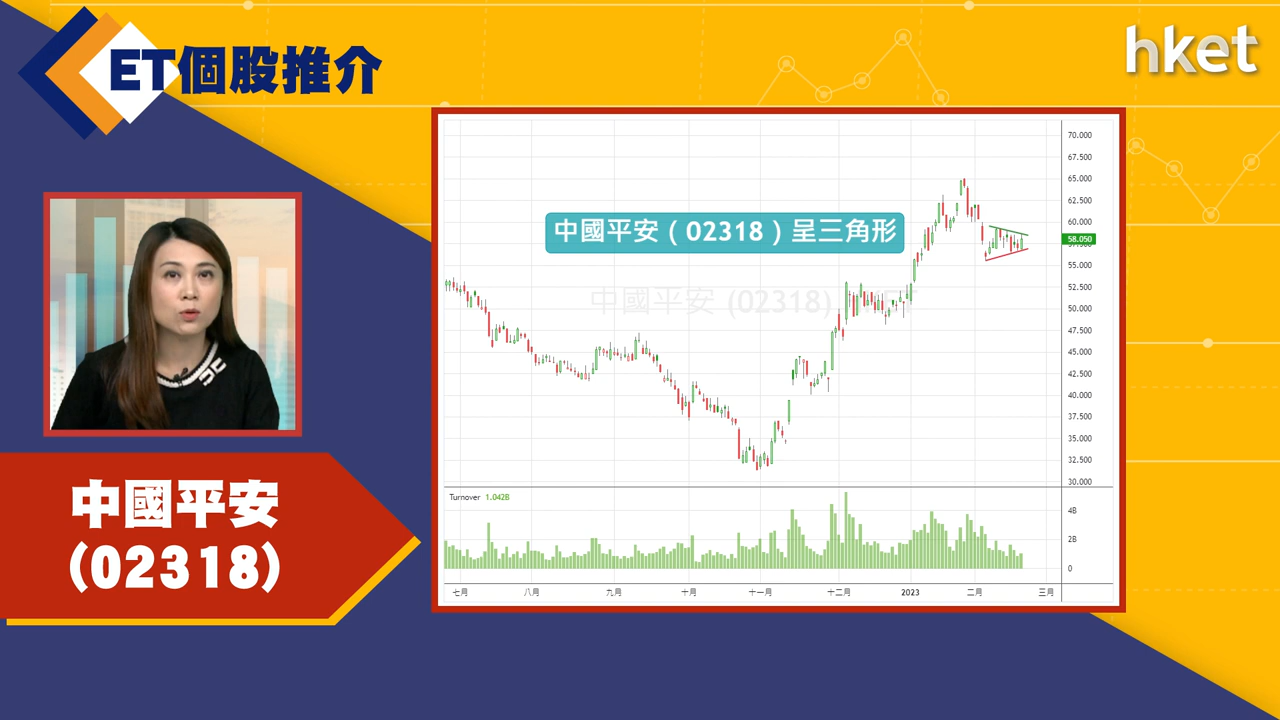 ET個股推介
hket
中國平安
(02318)
中國平安（02318）呈三角形
中國平安 (02318)
70.000
67.500
65.000
62.500
60.000
58.050
55.000
52.500
50.000
47.500
45.000
42.500
40.000
37.500
35.000
32.500
30.000
Turnover 1.042B
4B
2B
0
七月 八月 九月 十月 十一月 十二月 2023 二月 三月